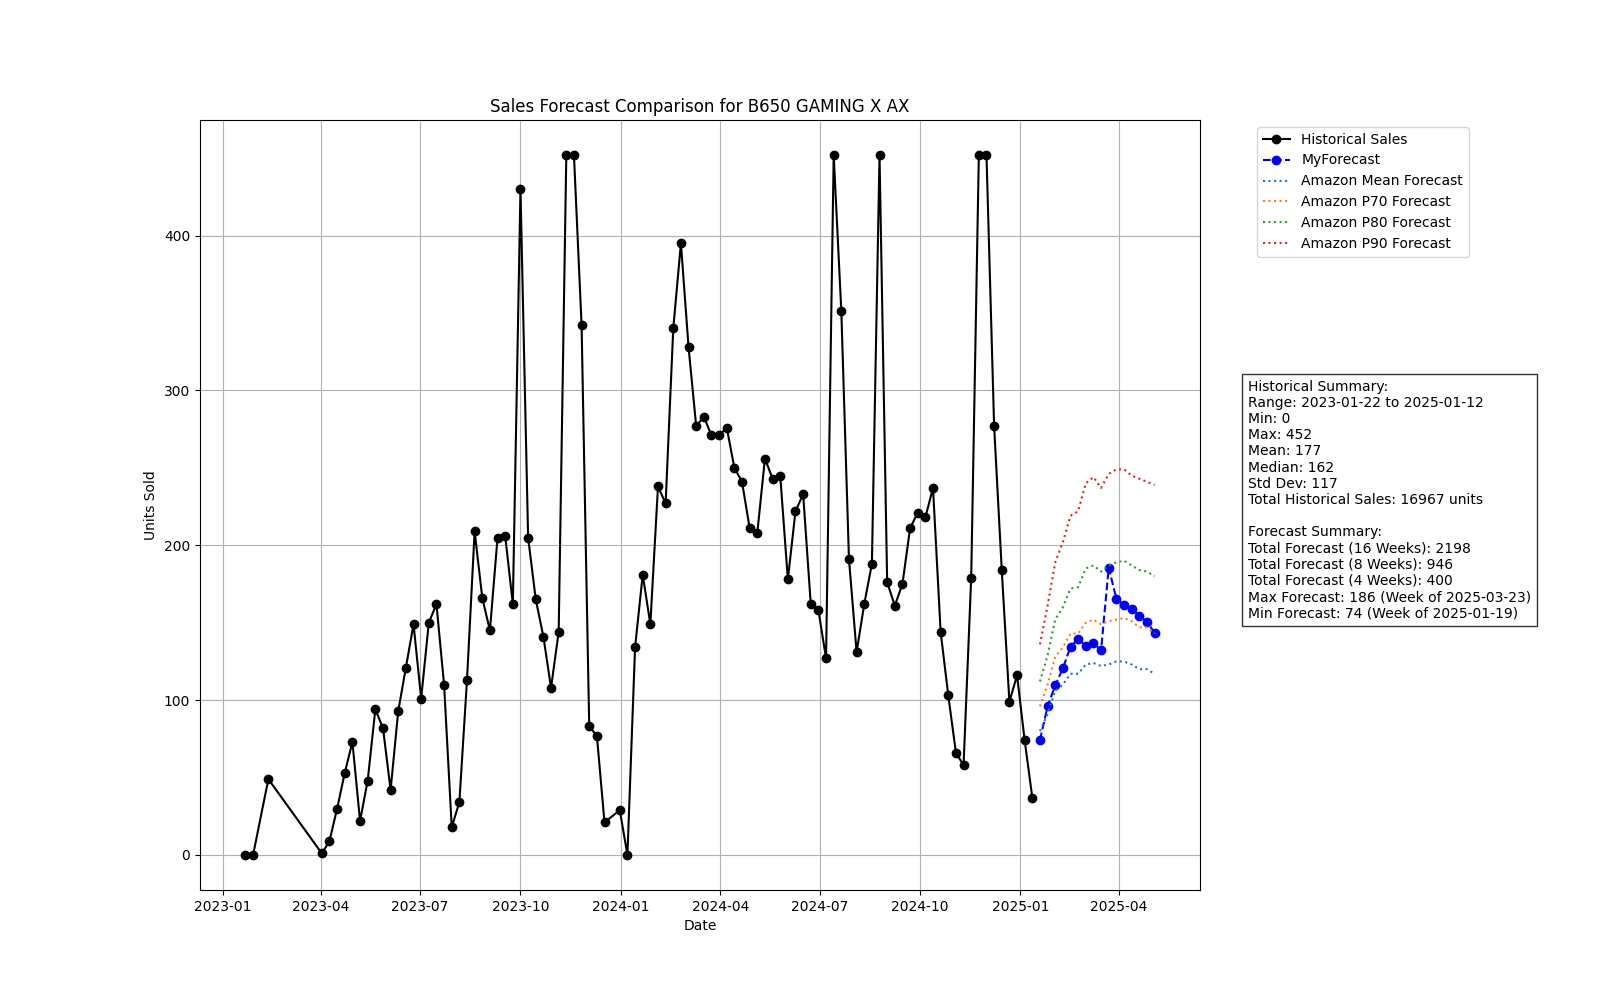 Sales Forecast Comparison for B650 GAMING X AX
Units Sold
400
300
200
100
0
2023-01
2023-04
2023-07
2023-10
2024-01
2024-04
2024-07
2024-10
2025-01
2025-04
Date
Historical Sales
MyForecast
Amazon Mean Forecast
Amazon P70 Forecast
Amazon P80 Forecast
Amazon P90 Forecast
Historical Summary:
Range: 2023-01-22 to 2025-01-12
Min: 0
Max: 452
Mean: 177
Median: 162
Std Dev: 117
Total Historical Sales: 16967 units
Forecast Summary:
Total Forecast (16 Weeks): 2198
Total Forecast (8 Weeks): 946
Total Forecast (4 Weeks): 400
Max Forecast: 186 (Week of 2025-03-23)
Min Forecast: 74 (Week of 2025-01-19)